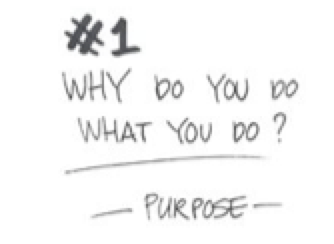 #1
WHY DO YOU DO
WHAT YOU DO?
— PURPOSE —